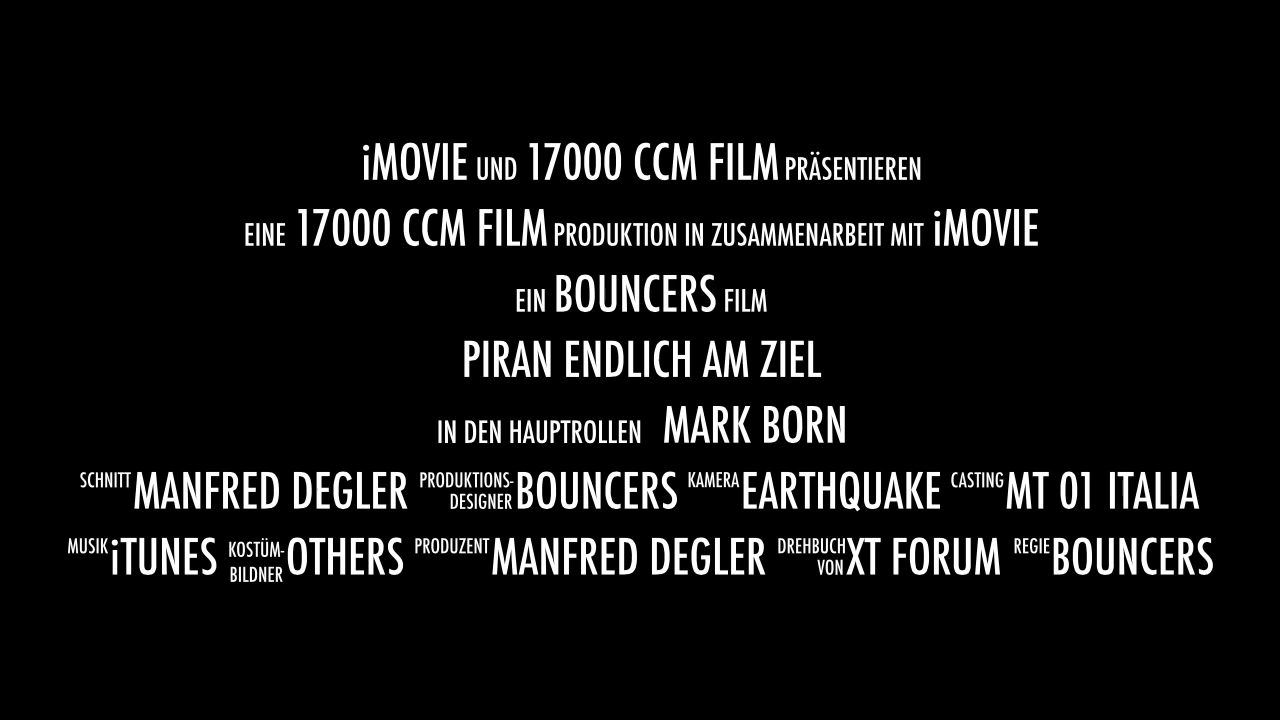 iMOVIE UND 17000 CCM FILM PRÄSENTIEREN
EINE 17000 CCM FILM PRODUKTION IN ZUSAMMENARBEIT MIT iMOVIE
EIN BOUNCERS FILM
PIRAN ENDLICH AM ZIEL
IN DEN HAUPTROLLEN MARK BORN
SCHNITT MANFRED DEGLER PRODUKTIONS-DESIGNER BOUNCERS KAMERA EARTHQUAKE CASTING MT 01 ITALIA
MUSIK iTUNES KOSTÜM-BILDNER OTHERS PRODUZENT MANFRED DEGLER DREHBUCH VON XT FORUM REGIE BOUNCERS